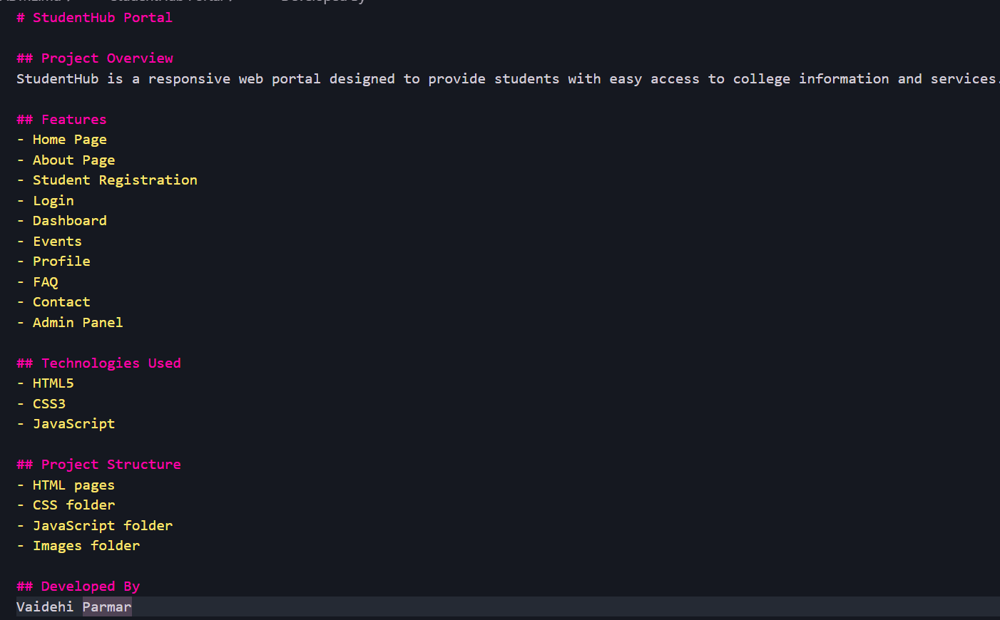 # StudentHub Portal
## Project Overview
StudentHub is a responsive web portal designed to provide students with easy access to college information and services.
## Features
- Home Page
- About Page
- Student Registration
- Login
- Dashboard
- Events
- Profile
- FAQ
- Contact
- Admin Panel
## Technologies Used
- HTML5
- CSS3
- JavaScript
## Project Structure
- HTML pages
- CSS folder
- JavaScript folder
- Images folder
## Developed By
Vaidehi Parmar